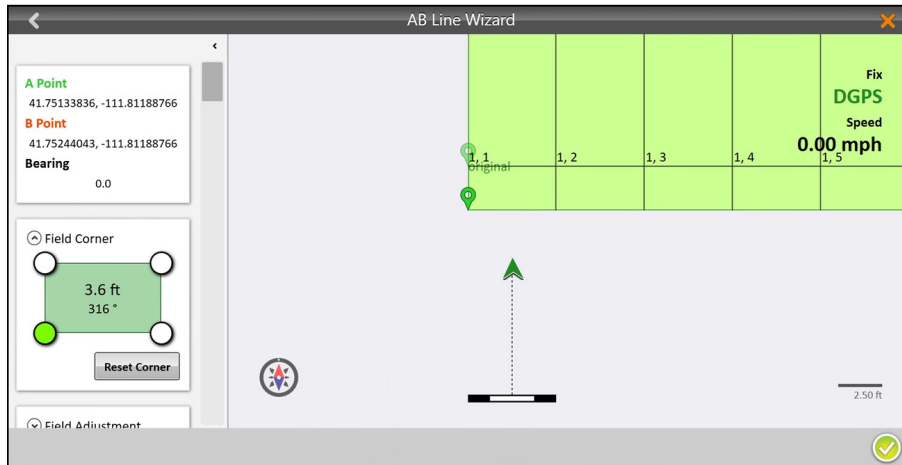 AB Line Wizard
A Point
41.75133836, -111.81188766
B Point
41.75244043, -111.81188766
Bearing
0.0
Field Corner
3.6 ft
316 °
Reset Corner
Field Adjustment
Fix
DGPS
Speed
0.00 mph
1, 1
1, 2
1, 3
1, 4
1, 5
original
2.50 ft